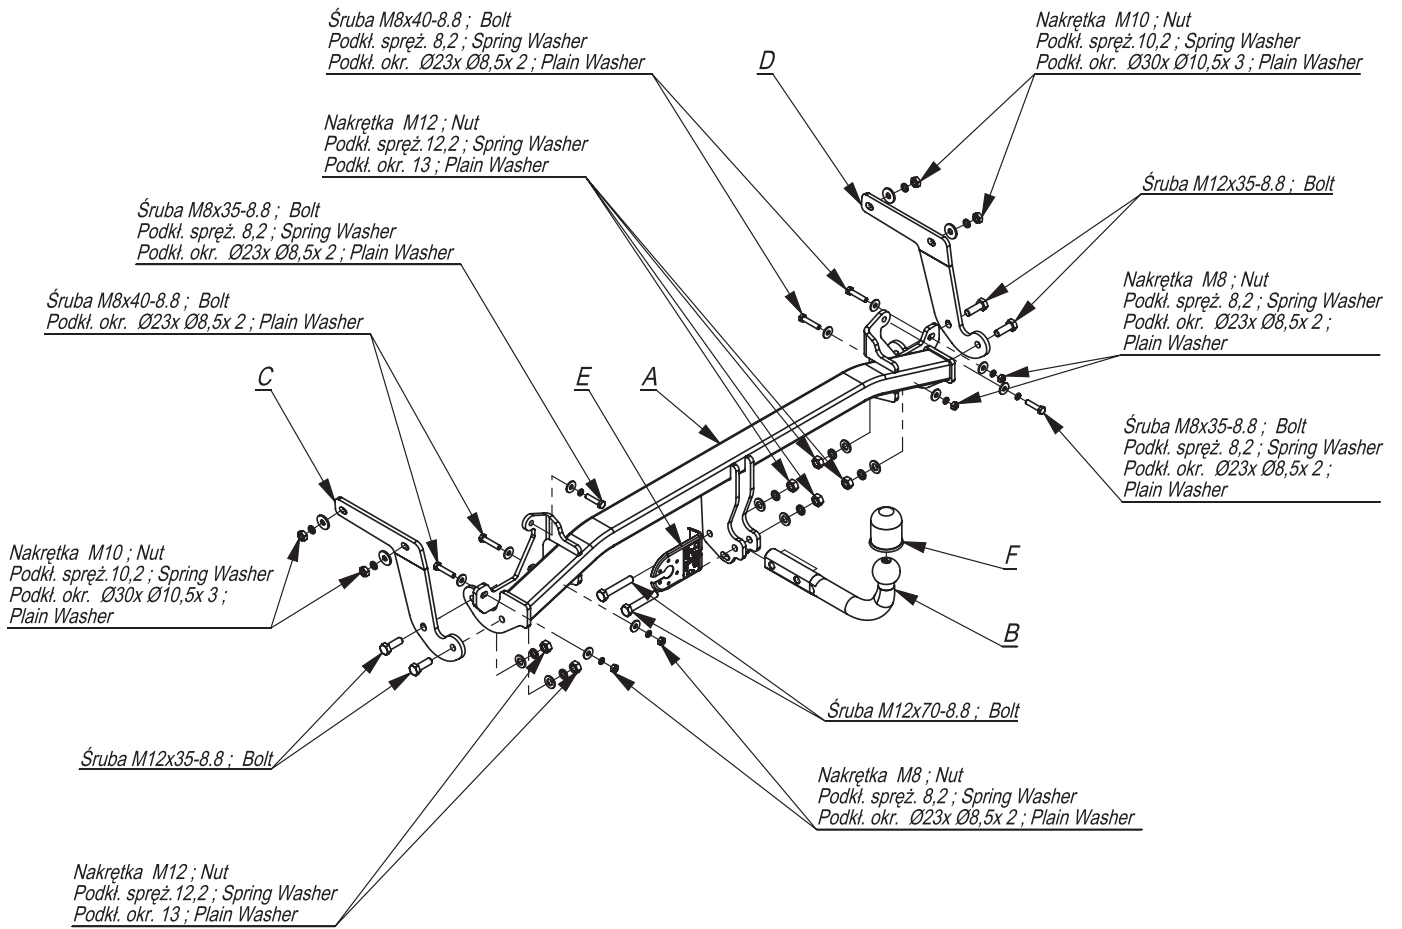 Śruba M8x40-8.8 ; Bolt
Podkł. spręż. 8,2 ; Spring Washer
Podkł. okr. Ø23x Ø8,5x 2 ; Plain Washer
Nakrętka M10 ; Nut
Podkł. spręż.10,2 ; Spring Washer
Podkł. okr. Ø30x Ø10,5x 3 ; Plain Washer
D
Nakrętka M12 ; Nut
Podkł. spręż.12,2 ; Spring Washer
Podkł. okr. 13 ; Plain Washer
Śruba M12x35-8.8 ; Bolt
Śruba M8x35-8.8 ; Bolt
Podkł. spręż. 8,2 ; Spring Washer
Podkł. okr. Ø23x Ø8,5x 2 ; Plain Washer
Nakrętka M8 ; Nut
Podkł. spręż. 8,2 ; Spring Washer
Podkł. okr. Ø23x Ø8,5x 2 ;
Plain Washer
Śruba M8x40-8.8 ; Bolt
Podkł. okr. Ø23x Ø8,5x 2 ; Plain Washer
C
E
A
Śruba M8x35-8.8 ; Bolt
Podkł. spręż. 8,2 ; Spring Washer
Podkł. okr. Ø23x Ø8,5x 2 ;
Plain Washer
Nakrętka M10 ; Nut
Podkł. spręż.10,2 ; Spring Washer
Podkł. okr. Ø30x Ø10,5x 3 ;
Plain Washer
F
B
Śruba M12x70-8.8 ; Bolt
Śruba M12x35-8.8 ; Bolt
Nakrętka M8 ; Nut
Podkł. spręż. 8,2 ; Spring Washer
Podkł. okr. Ø23x Ø8,5x 2 ; Plain Washer
Nakrętka M12 ; Nut
Podkł. spręż.12,2 ; Spring Washer
Podkł. okr. 13 ; Plain Washer